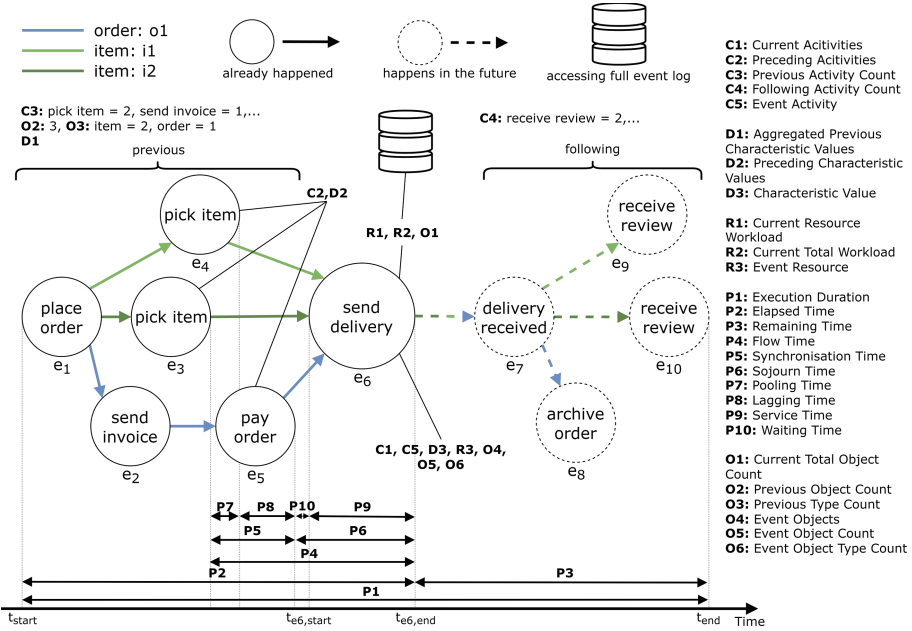 order: o1
item: i1
item: i2
already happened
happens in the future
accessing full event log
C3: pick item = 2, send invoice = 1,...
O2: 3, O3: item = 2, order = 1
D1
previous
C4: receive review = 2,...
following
C2,D2
R1, R2, O1
pick item
e4
place
order
e1
pick item
e3
send
invoice
e2
pay
order
e5
send
delivery
e6
delivery
received
e7
receive
review
e9
receive
review
e10
archive
order
e8
C1, C5, D3, R3, O4,
O5, O6
P7
P8
P10
P9
P5
P6
P4
P2
P3
P1
tstart
te6,start
te6,end
tend
Time
C1: Current Acitivities
C2: Preceding Acitivities
C3: Previous Activity Count
C4: Following Activity Count
C5: Event Activity
D1: Aggregated Previous
Characteristic Values
D2: Preceding Characteristic
Values
D3: Characteristic Value
R1: Current Resource
Workload
R2: Current Total Workload
R3: Event Resource
P1: Execution Duration
P2: Elapsed Time
P3: Remaining Time
P4: Flow Time
P5: Synchronisation Time
P6: Sojourn Time
P7: Pooling Time
P8: Lagging Time
P9: Service Time
P10: Waiting Time
O1: Current Total Object
Count
O2: Previous Object Count
O3: Previous Type Count
O4: Event Objects
O5: Event Object Count
O6: Event Object Type Count